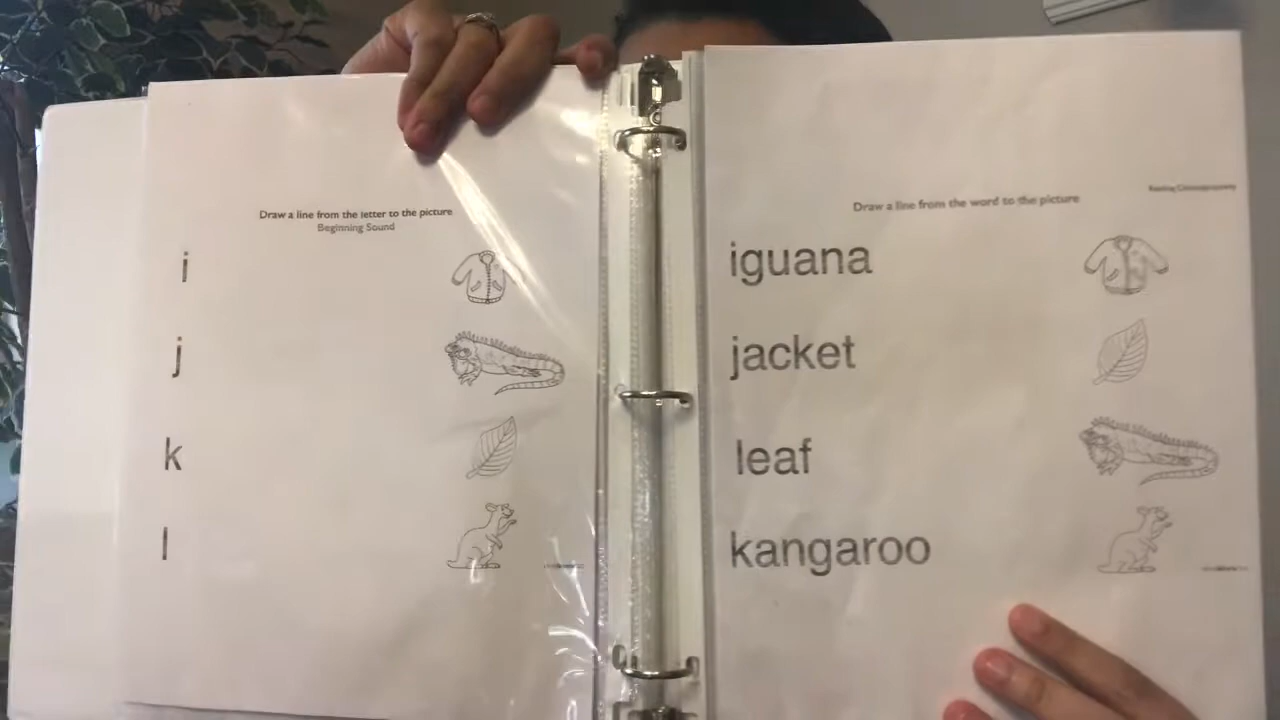 Draw a line from the letter to the picture
Beginning Sound
i
j
k
l
Draw a line from the word to the picture
iguana
jacket
leaf
kangaroo